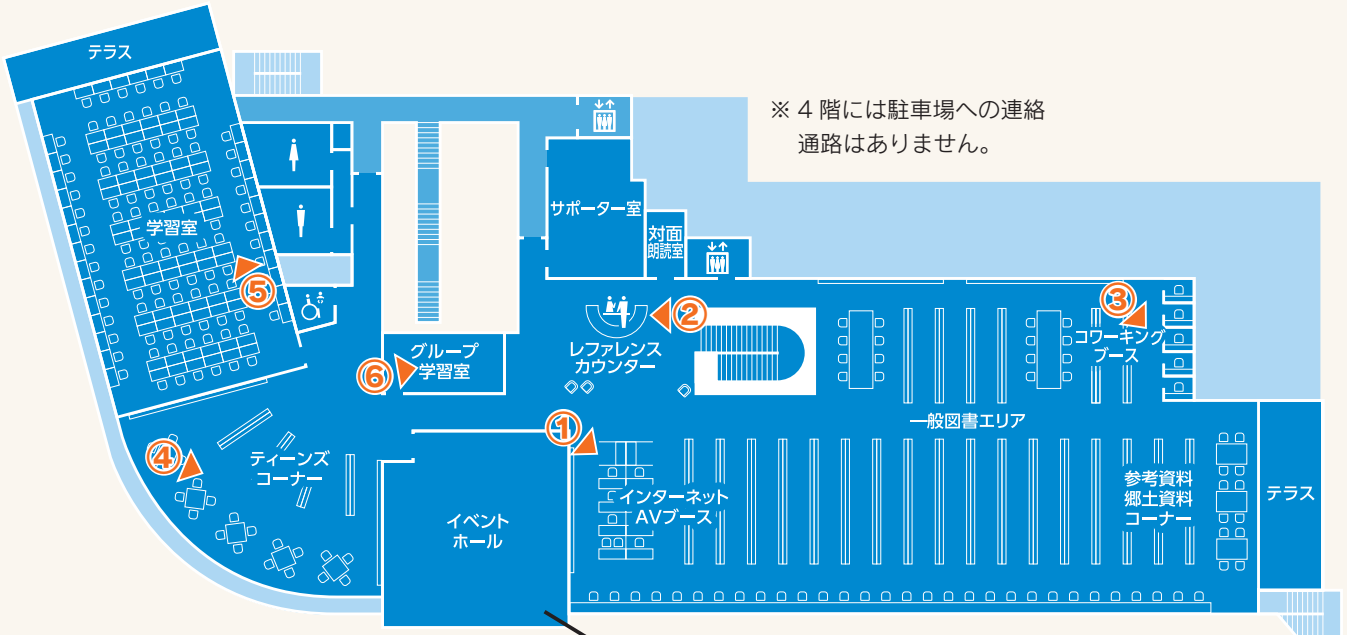 テラス
※ 4 階には駐車場への連絡
通路はありません。
サポーター室
学習室
対面
朗読室
⑤
②
③
レファレンス
カウンター
コワーキング
ブース
グループ
学習室
⑥
①
一般図書エリア
④
ティーンズ
コーナー
インターネット
AVブース
参考資料
郷土資料
コーナー
テラス
イベント
ホール